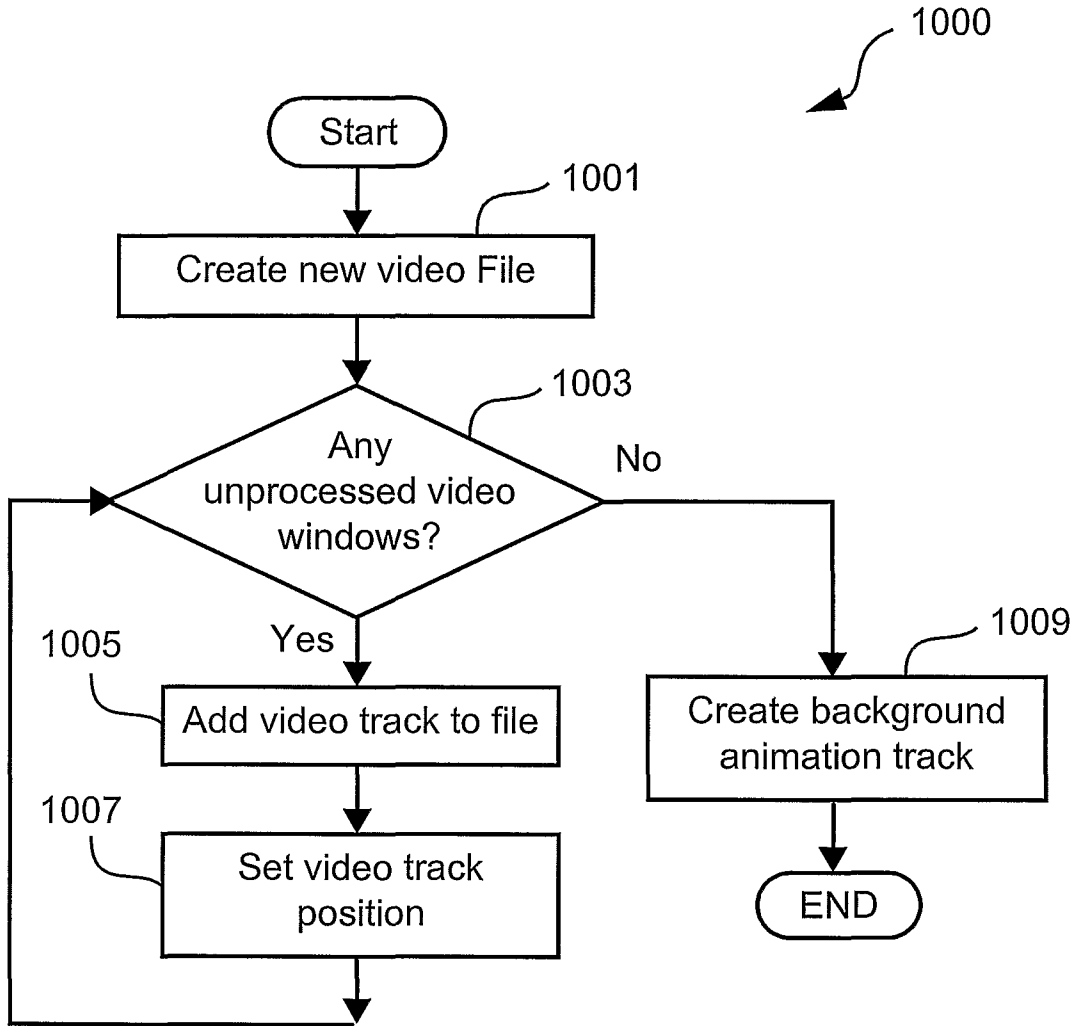 1000
Start
1001
Create new video File
1003
Any
unprocessed video
windows?
No
Yes
1005
Add video track to file
1007
Set video track
position
1009
Create background
animation track
END